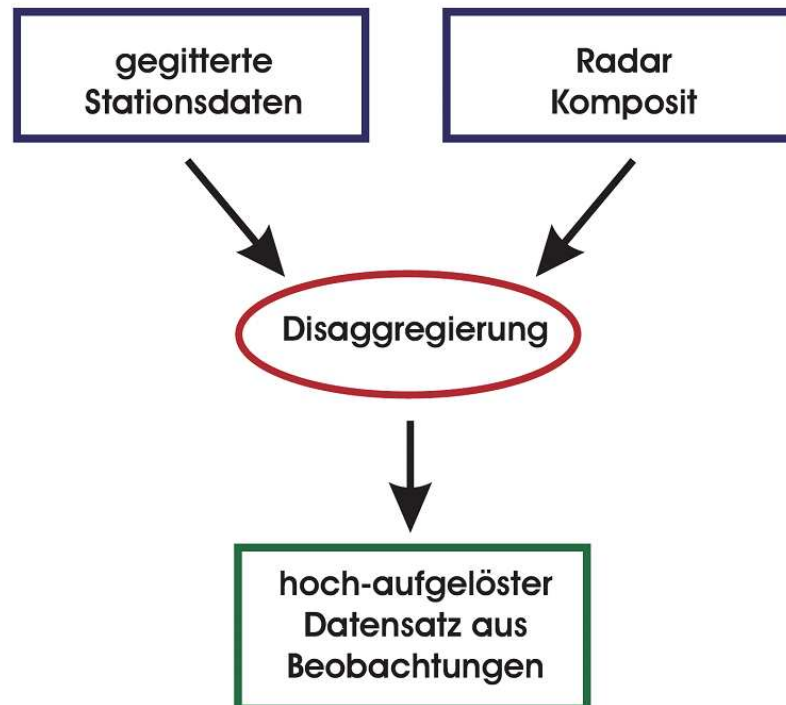 gegitterte
Stationsdaten
Radar
Komposit
Disaggregierung
hoch-aufgelöster
Datensatz aus
Beobachtungen